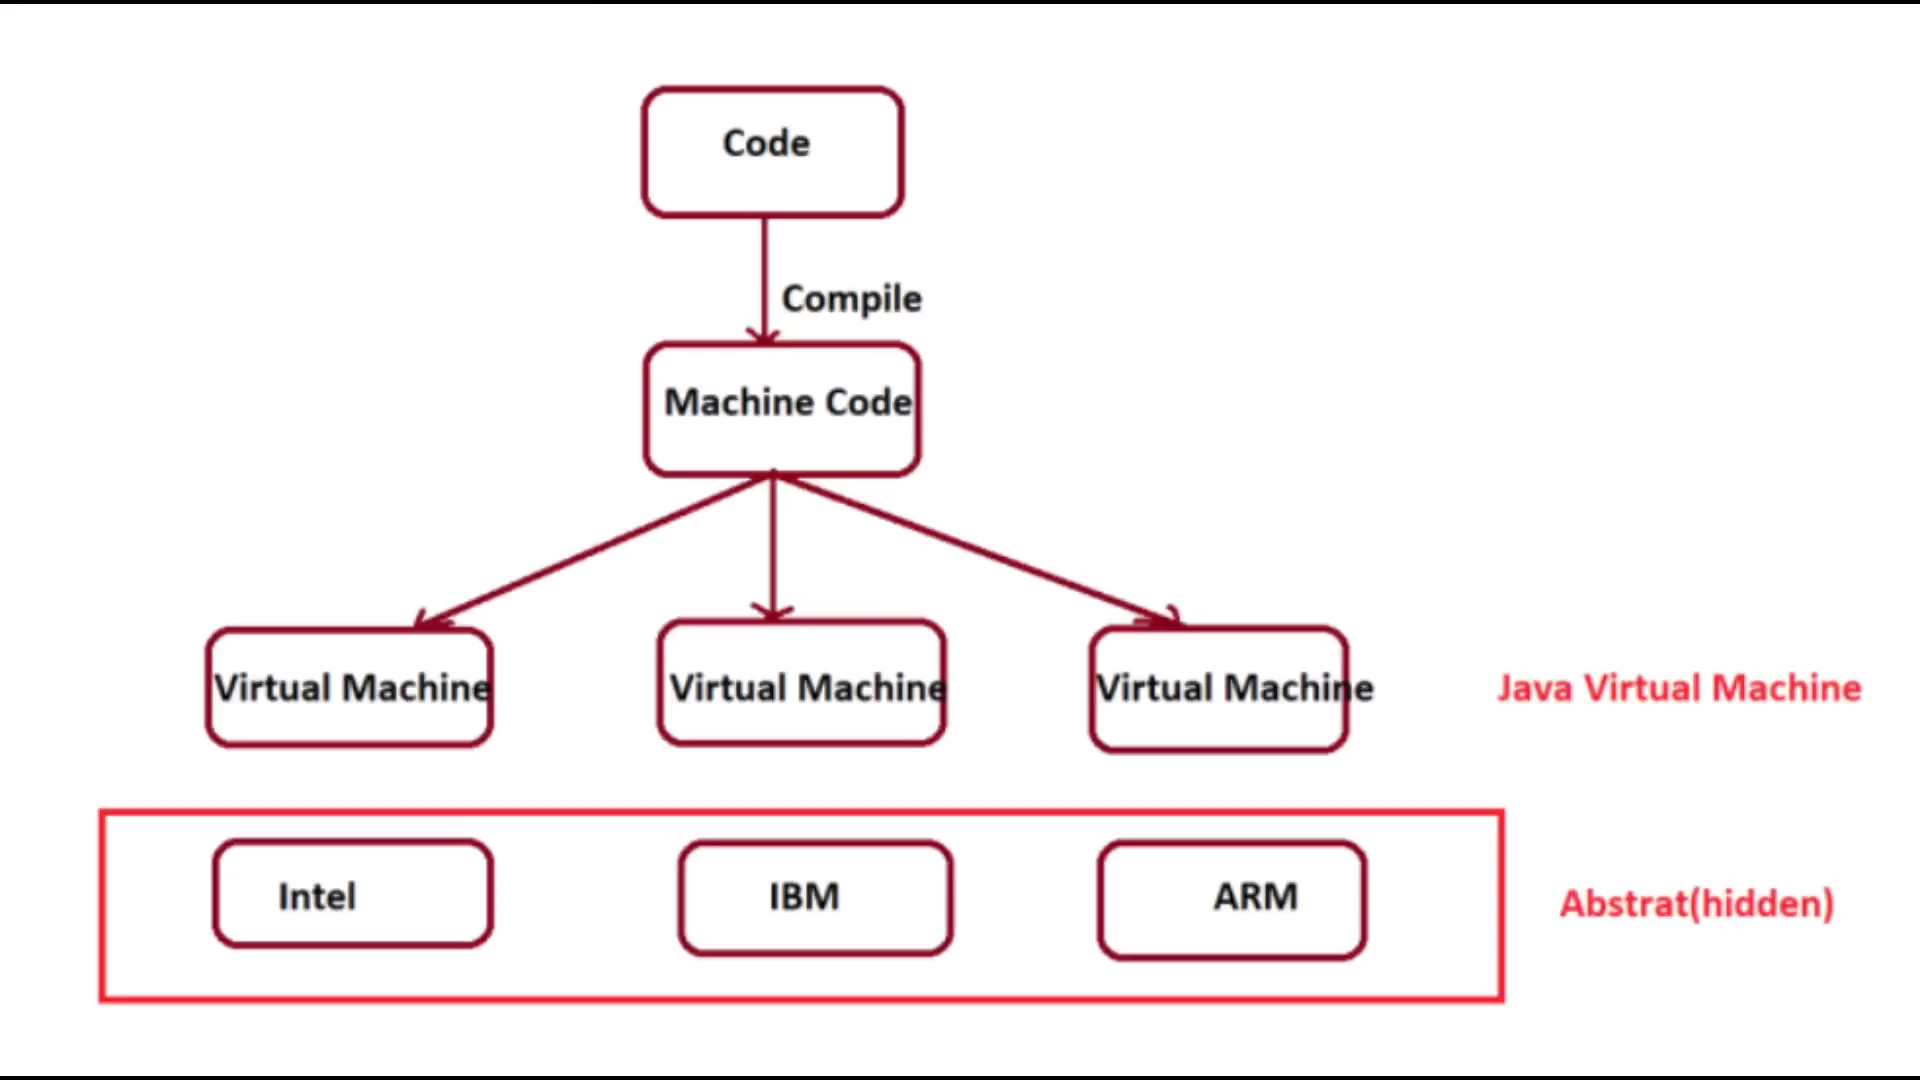 Code
Compile
Machine Code
Virtual Machine
Virtual Machine
Virtual Machine
Java Virtual Machine
Intel
IBM
ARM
Abstrat(hidden)